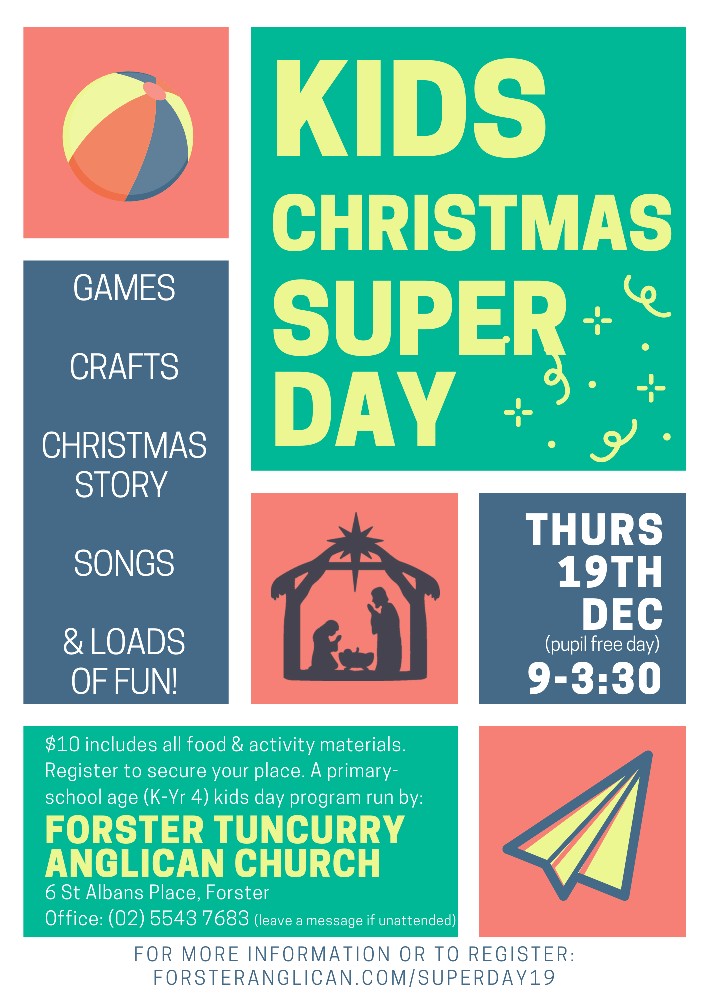 KIDS
CHRISTMAS
SUPER
DAY
GAMES
CRAFTS
CHRISTMAS
STORY
SONGS
& LOADS
OF FUN!
THURS
19TH
DEC
(pupil free day)
9-3:30
$10 includes all food & activity materials.
Register to secure your place. A primary-
school age (K-Yr 4) kids day program run by:
FORSTER TUNCURRY
ANGLICAN CHURCH
6 St Albans Place, Forster
Office: (02) 5543 7683 (leave a message if unattended)
FOR MORE INFORMATION OR TO REGISTER:
FORSTERANGLICAN.COM/SUPERDAY19